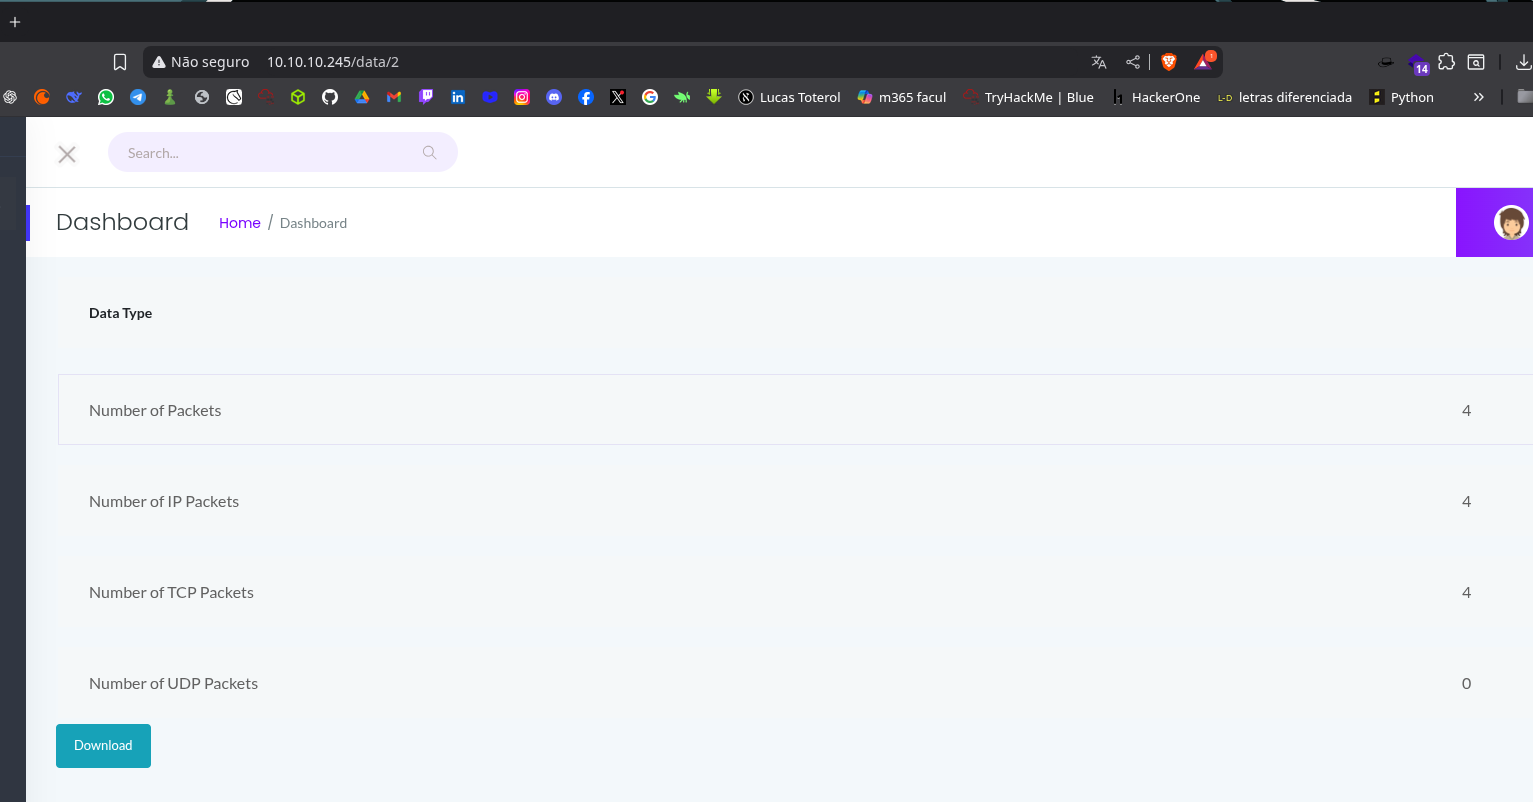 Não seguro 10.10.10.245/data/2 1 14
Lucas Toterol m365 facul TryHackMe | Blue HackerOne L-D letras diferenciada Python
Search...
Dashboard Home / Dashboard
Data Type
Number of Packets 4
Number of IP Packets 4
Number of TCP Packets 4
Number of UDP Packets 0
Download